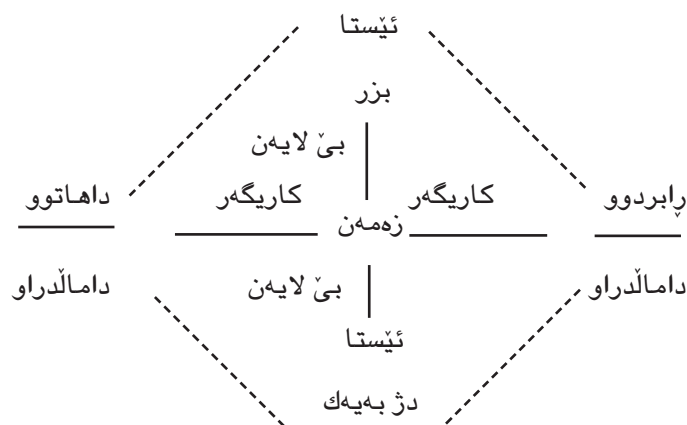 ئێستا
بزر
بێ لایەن
ڕابردوو کاریگەر کاریگەر داهاتوو
زەمەن
داماڵدراو بێ لایەن داماڵدراو
ئێستا
دژ بەیەك